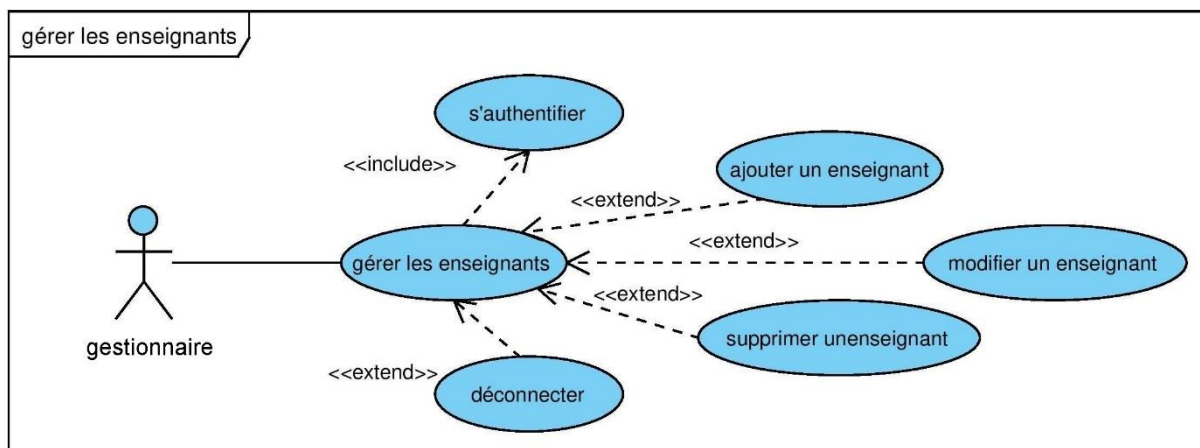 gérer les enseignants
s'authentifier
<<include>>
ajouter un enseignant
<<extend>>
<<extend>>
gérer les enseignants
modifier un enseignant
<<extend>>
supprimer unenseignant
gestionnaire
<<extend>>
déconnecter